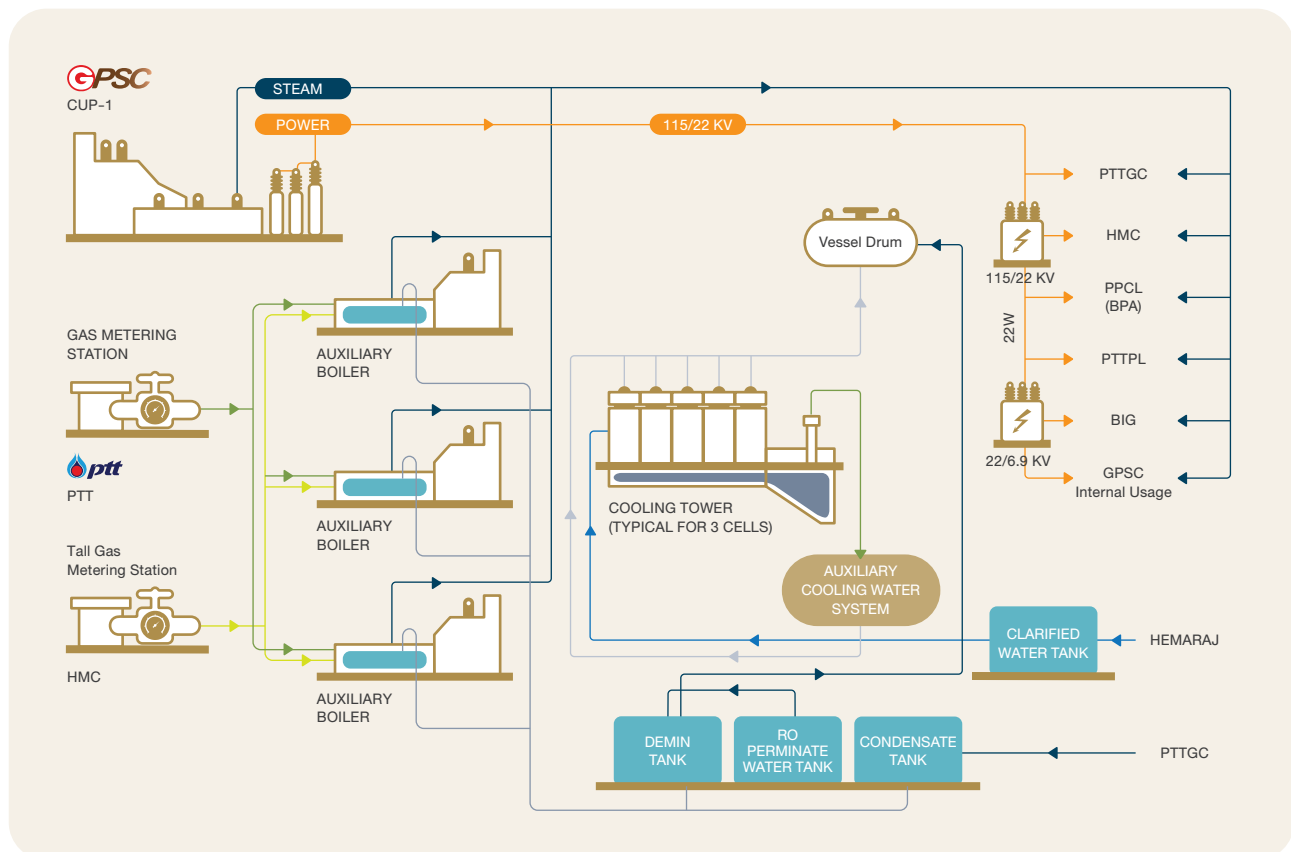 GPSC
CUP-1
STEAM
POWER
115/22 KV
PTTGC
HMC
PPCL
(BPA)
PTTPL
BIG
GPSC
Internal Usage
115/22 KV
22W
22/6.9 KV
Vessel Drum
GAS METERING
STATION
ptt
PTT
Tall Gas
Metering Station
HMC
AUXILIARY
BOILER
AUXILIARY
BOILER
AUXILIARY
BOILER
COOLING TOWER
(TYPICAL FOR 3 CELLS)
AUXILIARY
COOLING WATER
SYSTEM
CLARIFIED
WATER TANK
HEMARAJ
DEMIN
TANK
RO
PERMINATE
WATER TANK
CONDENSATE
TANK
PTTGC